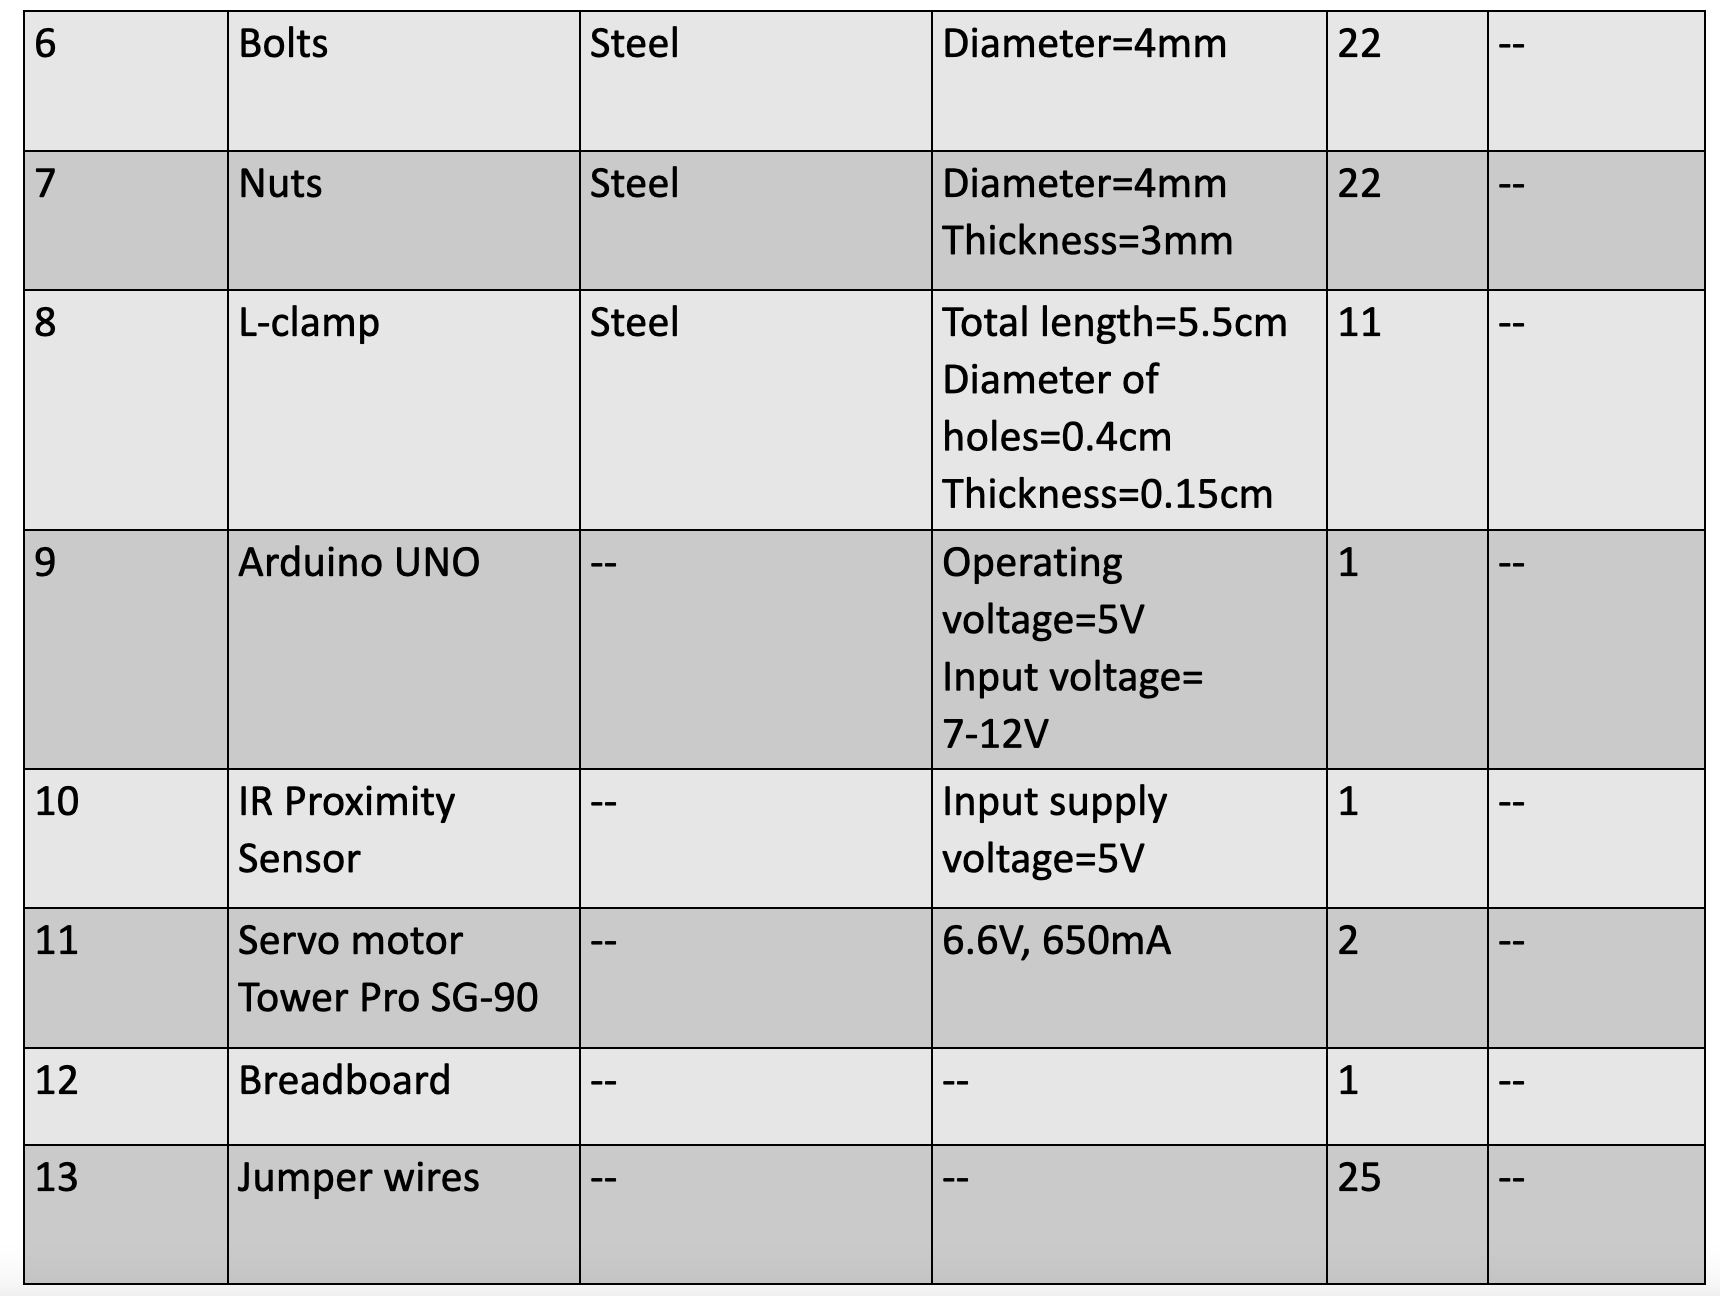 6 Bolts Steel Diameter=4mm 22 --
7 Nuts Steel Diameter=4mm 22 --
Thickness=3mm
8 L-clamp Steel Total length=5.5cm 11 --
Diameter of
holes=0.4cm
Thickness=0.15cm
9 Arduino UNO -- Operating 1 --
voltage=5V
Input voltage=
7-12V
10 IR Proximity -- Input supply 1 --
Sensor voltage=5V
11 Servo motor -- 6.6V, 650mA 2 --
Tower Pro SG-90
12 Breadboard -- -- 1 --
13 Jumper wires -- -- 25 --